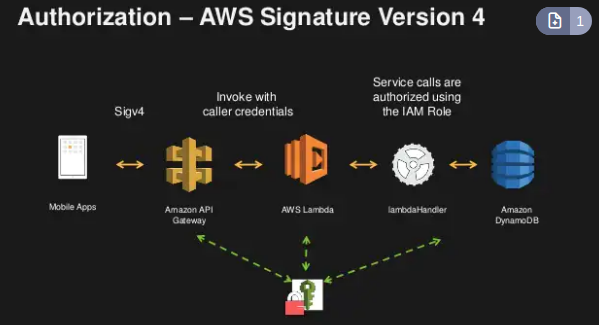 Authorization – AWS Signature Version 4
1
Service calls are
authorized using
the IAM Role
Invoke with
caller credentials
Sigv4
Mobile Apps
Amazon API
Gateway
AWS Lambda
lambdaHandler
Amazon
DynamoDB